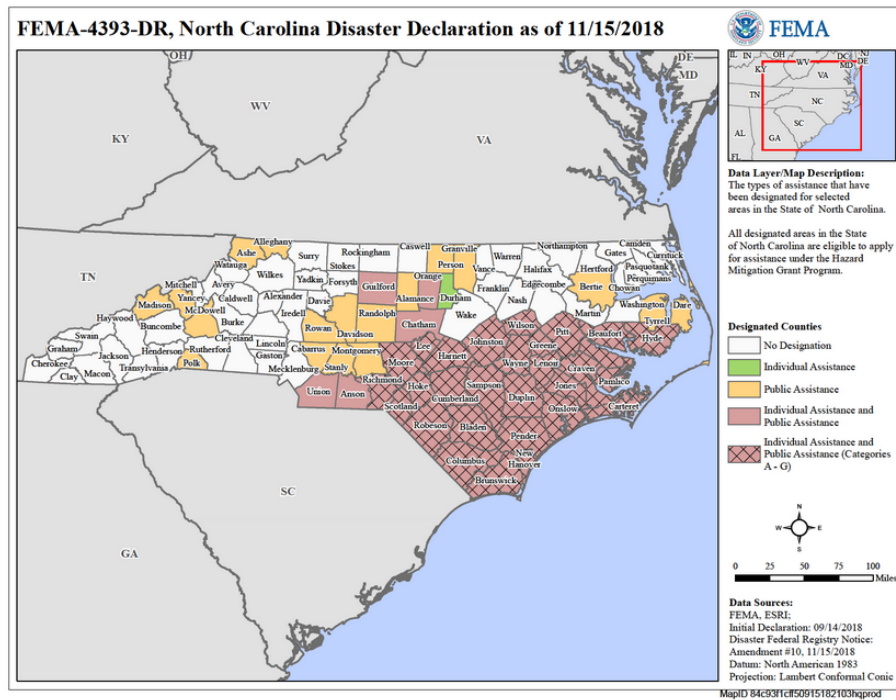 FEMA-4393-DR, North Carolina Disaster Declaration as of 11/15/2018
FEMA
OH
WV
KY
VA
DE
MD
TN
SC
GA
IL
IN
OH
NJ
KY
WV
DC
MD
DE
VA
TN
NC
SC
AL
GA
FL
Alleghany
Ashe
Surry
Stokes
Rockingham
Caswell
Person
Granville
Vance
Warren
Northampton
Gates
Camden
Currituck
Pasquotank
Perquimans
Chowan
Hertford
Halifax
Bertie
Watauga
Wilkes
Yadkin
Forsyth
Guilford
Alamance
Orange
Durham
Franklin
Nash
Edgecombe
Martin
Washington
Tyrrell
Dare
Mitchell
Avery
Yancey
Madison
McDowell
Caldwell
Alexander
Iredell
Davie
Davidson
Randolph
Chatham
Wake
Wilson
Pitt
Beaufort
Hyde
Haywood
Buncombe
Burke
Rowan
Johnston
Greene
Swain
Graham
Cherokee
Clay
Macon
Jackson
Transylvania
Henderson
Polk
Rutherford
Cleveland
Lincoln
Gaston
Mecklenburg
Cabarrus
Stanly
Montgomery
Moore
Lee
Harnett
Wayne
Lenoir
Craven
Pamlico
Jones
Carteret
Onslow
Duplin
Sampson
Cumberland
Hoke
Richmond
Scotland
Union
Anson
Robeson
Bladen
Pender
New
Hanover
Columbus
Brunswick
Data Layer/Map Description:
The types of assistance that have
been designated for selected
areas in the State of North Carolina.
All designated areas in the State
of North Carolina are eligible to apply
for assistance under the Hazard
Mitigation Grant Program.
Designated Counties
No Designation
Individual Assistance
Public Assistance
Individual Assistance and
Public Assistance
Individual Assistance and
Public Assistance (Categories
A - G)
N
W
E
S
0 25 50 75 100
Miles
Data Sources:
FEMA, ESRI;
Initial Declaration: 09/14/2018
Disaster Federal Registry Notice:
Amendment #10, 11/15/2018
Datum: North American 1983
Projection: Lambert Conformal Conic
MapID 84c93f1cff50915182103hqprod